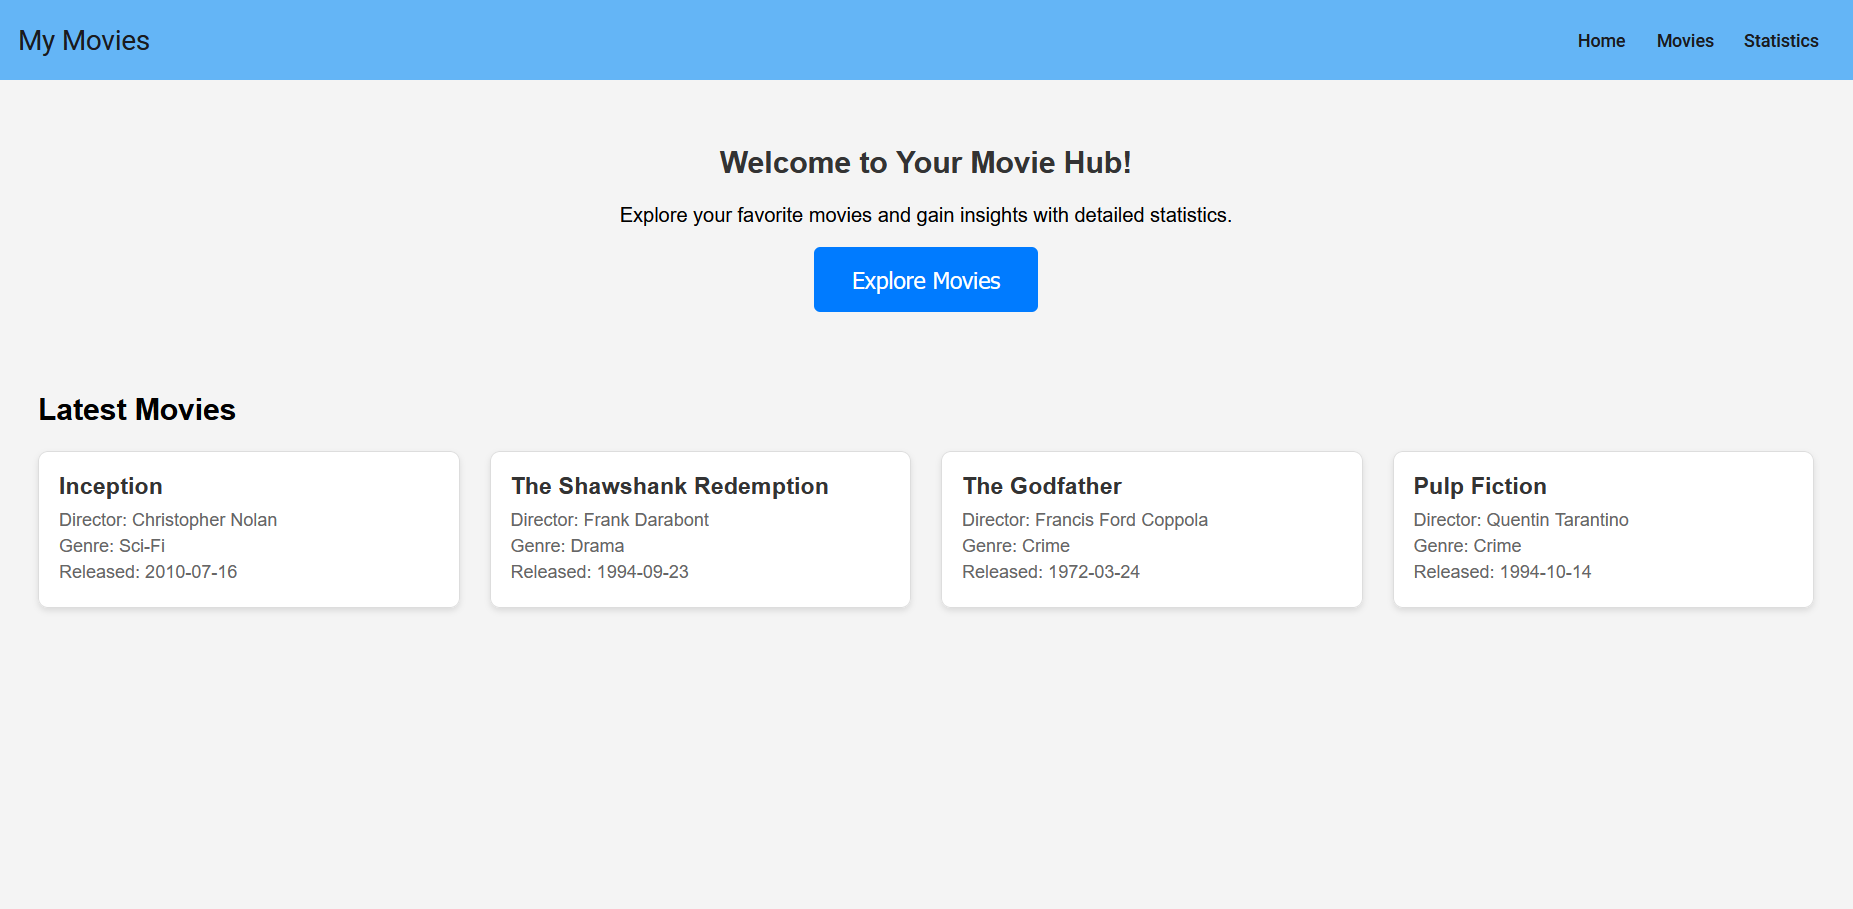 My Movies
Home Movies Statistics
Welcome to Your Movie Hub!
Explore your favorite movies and gain insights with detailed statistics.
Explore Movies
Latest Movies
Inception
Director: Christopher Nolan
Genre: Sci-Fi
Released: 2010-07-16
The Shawshank Redemption
Director: Frank Darabont
Genre: Drama
Released: 1994-09-23
The Godfather
Director: Francis Ford Coppola
Genre: Crime
Released: 1972-03-24
Pulp Fiction
Director: Quentin Tarantino
Genre: Crime
Released: 1994-10-14